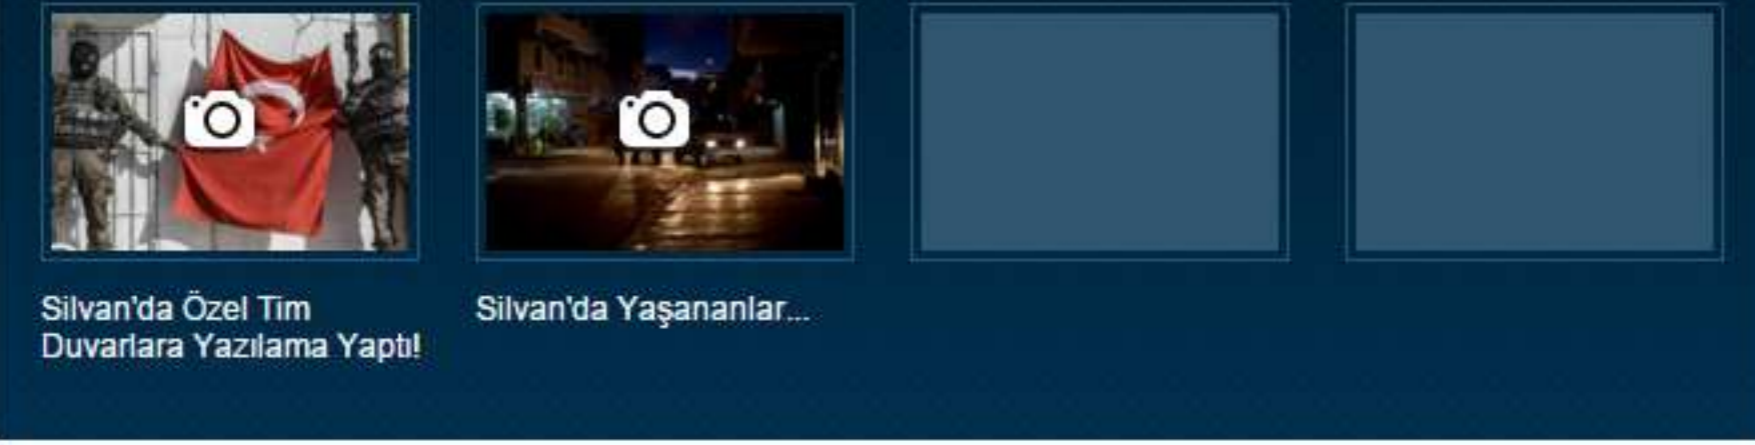 Silvan'da Özel Tim
Duvarlara Yazılama Yaptı!
Silvan'da Yaşananlar...